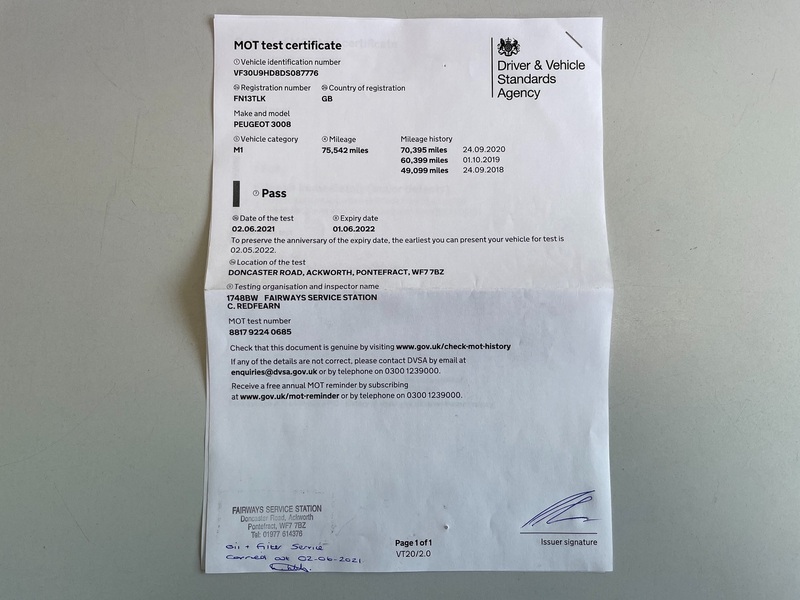 MOT test certificate
Driver & Vehicle
Standards
Agency
① Vehicle identification number
VF30U9HD8DS087776
Registration number Country of registration
FN13TLK GB
Make and model
PEUGEOT 3008
Vehicle category Mileage Mileage history
M1 75,542 miles 70,395 miles 24.09.2020
60,399 miles 01.10.2019
49,099 miles 24.09.2018
Pass
Date of the test Expiry date
02.06.2021 01.06.2022
To preserve the anniversary of the expiry date, the earliest you can present your vehicle for test is
02.05.2022.
Location of the test
DONCASTER ROAD, ACKWORTH, PONTEFRACT, WF7 7BZ
Testing organisation and inspector name
1748BW FAIRWAYS SERVICE STATION
C. REDFEARN
MOT test number
8817 9224 0685
Check that this document is genuine by visiting www.gov.uk/check-mot-history
If any of the details are not correct, please contact DVSA by email at
enquiries@dvsa.gov.uk or by telephone on 0300 1239000.
Receive a free annual MOT reminder by subscribing
at www.gov.uk/mot-reminder or by telephone on 0300 1239000.
FAIRWAYS SERVICE STATION
Doncaster Road, Ackworth
Pontefract, WF7 7BZ
Tel: 01977 614376
Oil + Filter Service
Carried out 02-06-2021
Page 1 of 1
VT20/2.0
Issuer signature